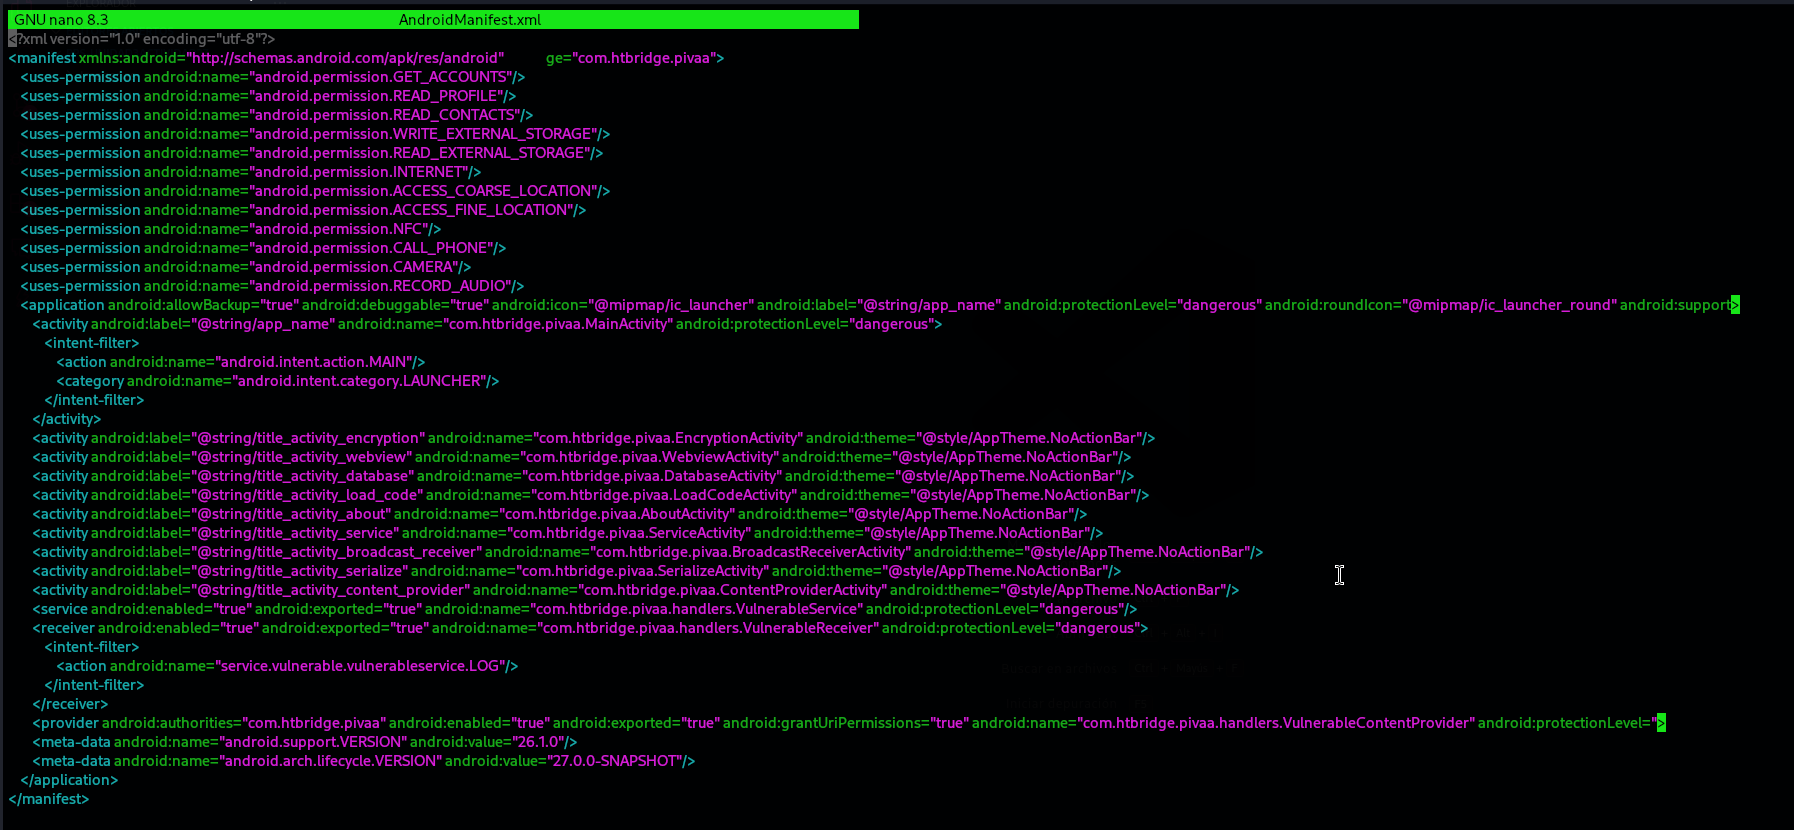 GNU nano 8.3 AndroidManifest.xml
<?xml version="1.0" encoding="utf-8"?>
<manifest xmlns:android="http://schemas.android.com/apk/res/android" ge="com.htbridge.pivaa">
<uses-permission android:name="android.permission.GET_ACCOUNTS"/>
<uses-permission android:name="android.permission.READ_PROFILE"/>
<uses-permission android:name="android.permission.READ_CONTACTS"/>
<uses-permission android:name="android.permission.WRITE_EXTERNAL_STORAGE"/>
<uses-permission android:name="android.permission.READ_EXTERNAL_STORAGE"/>
<uses-permission android:name="android.permission.INTERNET"/>
<uses-permission android:name="android.permission.ACCESS_COARSE_LOCATION"/>
<uses-permission android:name="android.permission.ACCESS_FINE_LOCATION"/>
<uses-permission android:name="android.permission.NFC"/>
<uses-permission android:name="android.permission.CALL_PHONE"/>
<uses-permission android:name="android.permission.CAMERA"/>
<uses-permission android:name="android.permission.RECORD_AUDIO"/>
<application android:allowBackup="true" android:debuggable="true" android:icon="@mipmap/ic_launcher" android:label="@string/app_name" android:protectionLevel="dangerous" android:roundIcon="@mipmap/ic_launcher_round" android:support>
<activity android:label="@string/app_name" android:name="com.htbridge.pivaa.MainActivity" android:protectionLevel="dangerous">
<intent-filter>
<action android:name="android.intent.action.MAIN"/>
<category android:name="android.intent.category.LAUNCHER"/>
</intent-filter>
</activity>
<activity android:label="@string/title_activity_encryption" android:name="com.htbridge.pivaa.EncryptionActivity" android:theme="@style/AppTheme.NoActionBar"/>
<activity android:label="@string/title_activity_webview" android:name="com.htbridge.pivaa.WebviewActivity" android:theme="@style/AppTheme.NoActionBar"/>
<activity android:label="@string/title_activity_database" android:name="com.htbridge.pivaa.DatabaseActivity" android:theme="@style/AppTheme.NoActionBar"/>
<activity android:label="@string/title_activity_load_code" android:name="com.htbridge.pivaa.LoadCodeActivity" android:theme="@style/AppTheme.NoActionBar"/>
<activity android:label="@string/title_activity_about" android:name="com.htbridge.pivaa.AboutActivity" android:theme="@style/AppTheme.NoActionBar"/>
<activity android:label="@string/title_activity_service" android:name="com.htbridge.pivaa.ServiceActivity" android:theme="@style/AppTheme.NoActionBar"/>
<activity android:label="@string/title_activity_broadcast_receiver" android:name="com.htbridge.pivaa.BroadcastReceiverActivity" android:theme="@style/AppTheme.NoActionBar"/>
<activity android:label="@string/title_activity_serialize" android:name="com.htbridge.pivaa.SerializeActivity" android:theme="@style/AppTheme.NoActionBar"/>
<activity android:label="@string/title_activity_content_provider" android:name="com.htbridge.pivaa.ContentProviderActivity" android:theme="@style/AppTheme.NoActionBar"/>
<service android:enabled="true" android:exported="true" android:name="com.htbridge.pivaa.handlers.VulnerableService" android:protectionLevel="dangerous"/>
<receiver android:enabled="true" android:exported="true" android:name="com.htbridge.pivaa.handlers.VulnerableReceiver" android:protectionLevel="dangerous">
<intent-filter>
<action android:name="service.vulnerable.vulnerableservice.LOG"/>
</intent-filter>
</receiver>
<provider android:authorities="com.htbridge.pivaa" android:enabled="true" android:exported="true" android:grantUriPermissions="true" android:name="com.htbridge.pivaa.handlers.VulnerableContentProvider" android:protectionLevel=">
<meta-data android:name="android.support.VERSION" android:value="26.1.0"/>
<meta-data android:name="android.arch.lifecycle.VERSION" android:value="27.0.0-SNAPSHOT"/>
</application>
</manifest>